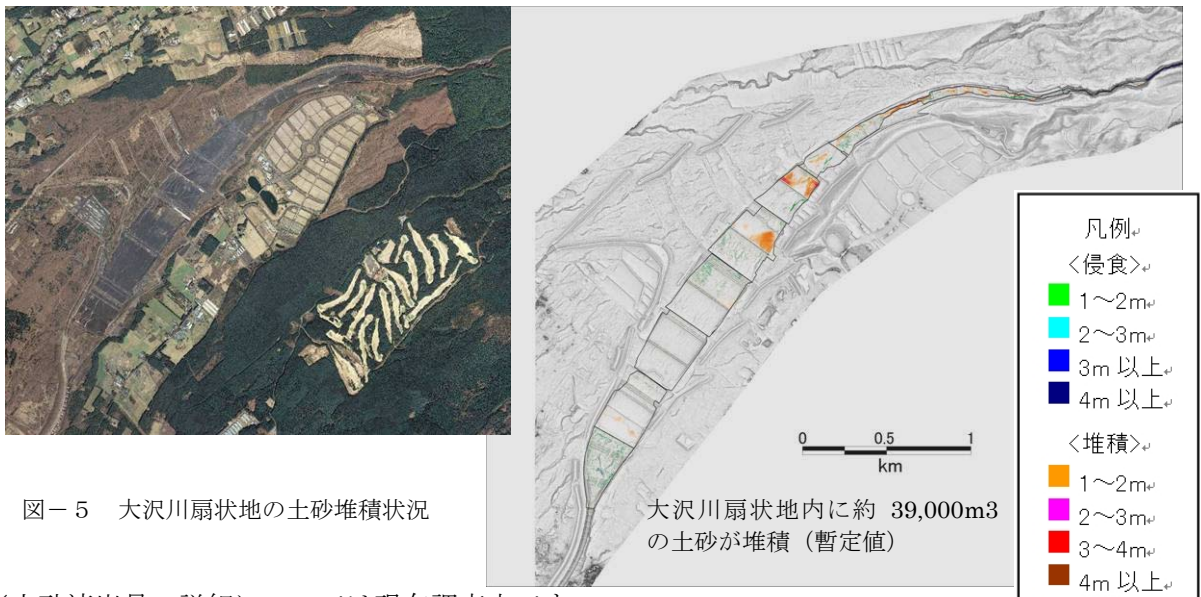 凡例
<侵食>
1～2m
2～3m
3m 以上
4m 以上
<堆積>
1～2m
2～3m
3～4m
4m 以上
0 0.5 1
km
図－５ 大沢川扇状地の土砂堆積状況
大沢川扇状地内に約 39,000m3
の土砂が堆積（暫定値）